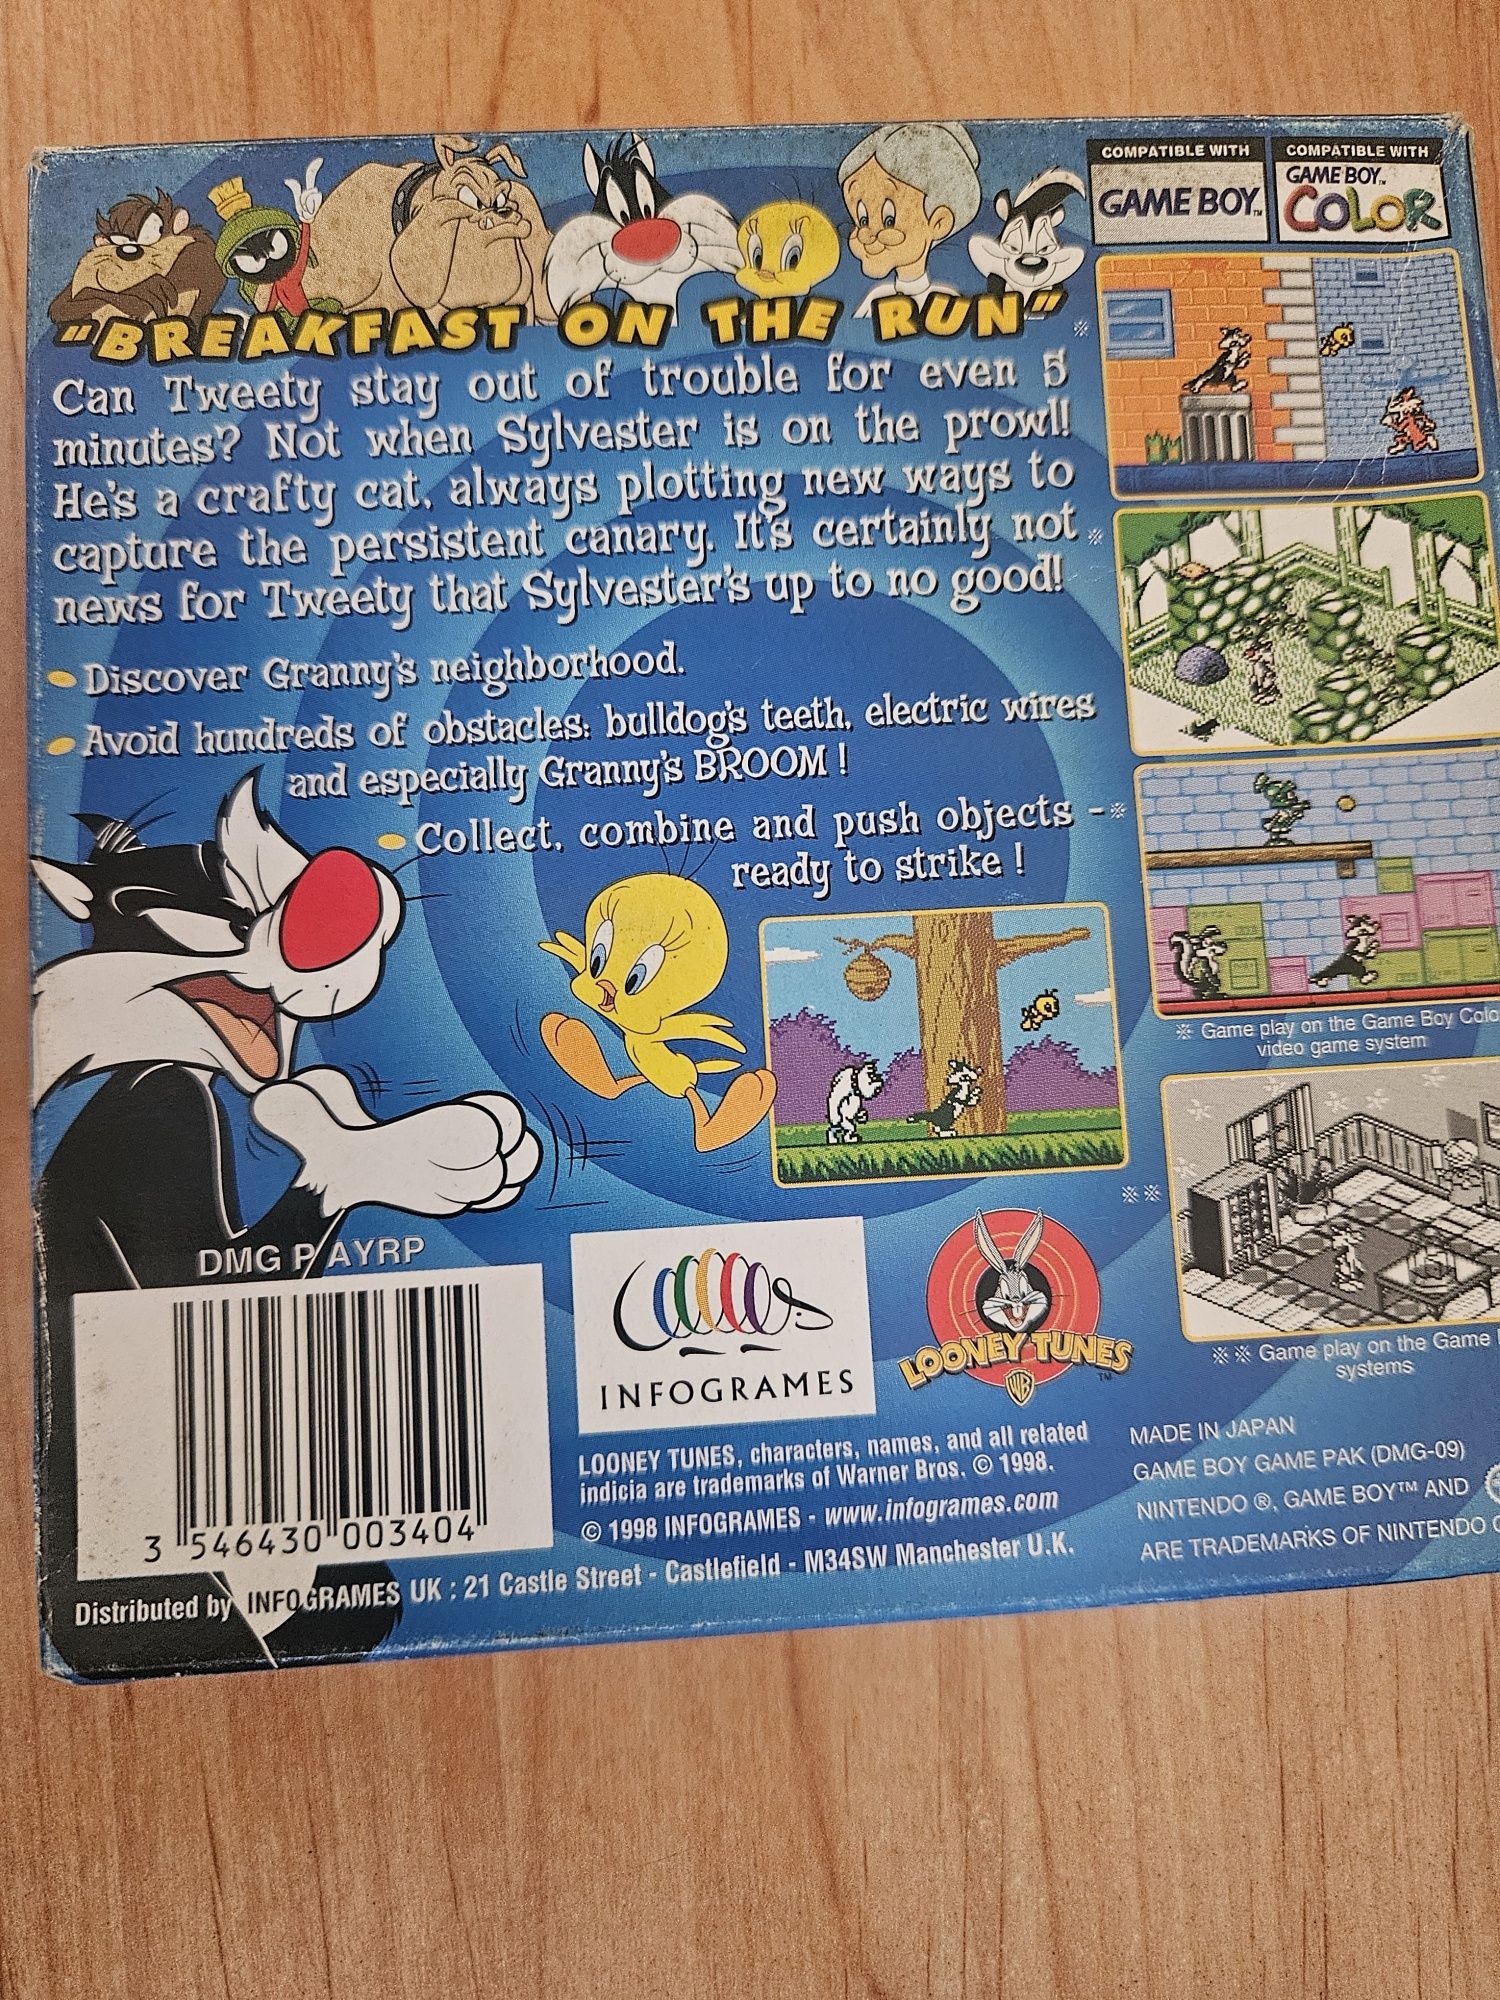 COMPATIBLE WITH
GAME BOY™
COMPATIBLE WITH
GAME BOY™
COLOR
"BREAKFAST ON THE RUN"
Can Tweety stay out of trouble for even 5
minutes? Not when Sylvester is on the prowl!
He's a crafty cat, always plotting new ways to
capture the persistent canary. It's certainly not
news for Tweety that Sylvester's up to no good!
Discover Granny's neighborhood.
Avoid hundreds of obstacles: bulldog's teeth, electric wires
and especially Granny's BROOM !
Collect, combine and push objects -
ready to strike !
※
※
※
※ Game play on the Game Boy Colo
video game system
※ ※
※ ※ Game play on the Game
systems
DMG P AYRP
3 546430 003404
INFOGRAMES
LOONEY TUNES
TM
WB
LOONEY TUNES, characters, names, and all related
indicia are trademarks of Warner Bros. © 1998.
© 1998 INFOGRAMES - www.infogrames.com
Distributed by INFOGRAMES UK : 21 Castle Street - Castlefield - M34SW Manchester U.K.
MADE IN JAPAN
GAME BOY GAME PAK (DMG-09)
NINTENDO ®, GAME BOY™ AND
ARE TRADEMARKS OF NINTENDO